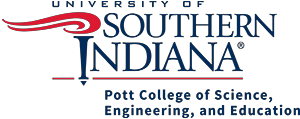 UNIVERSITY OF
SOUTHERN
INDIANA®
Pott College of Science,
Engineering, and Education